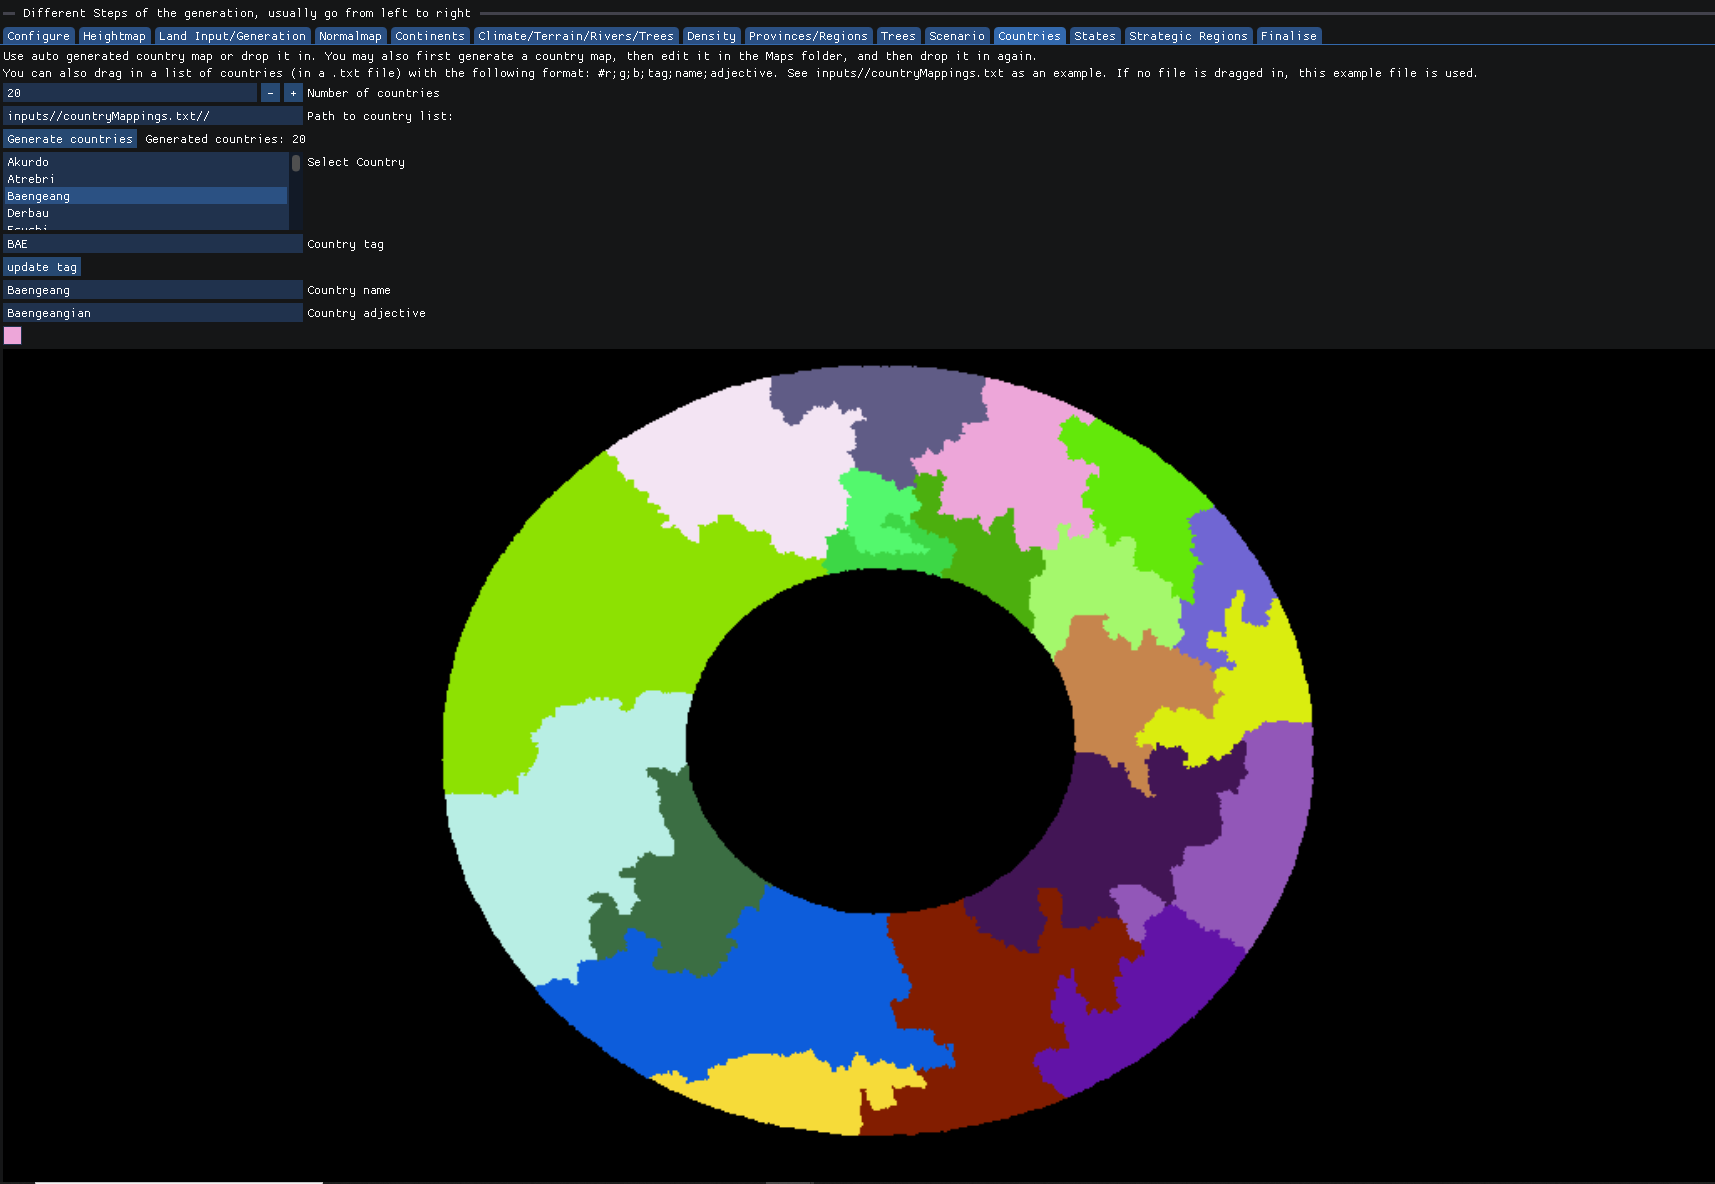 Different Steps of the generation, usually go from left to right
Configure Heightmap Land Input/Generation Normalmap Continents Climate/Terrain/Rivers/Trees Density Provinces/Regions Trees Scenario Countries States Strategic Regions Finalise
Use auto generated country map or drop it in. You may also first generate a country map, then edit it in the Maps folder, and then drop it in again.
You can also drag in a list of countries (in a .txt file) with the following format: #r;g;b;tag;name;adjective. See inputs//countryMappings.txt as an example. If no file is dragged in, this example file is used.
20 - + Number of countries
inputs//countryMappings.txt// Path to country list:
Generate countries Generated countries: 20
Akurdo Select Country
Atrebri
Baengeang
Derbau
BAE Country tag
update tag
Baengeang Country name
Baengeangian Country adjective